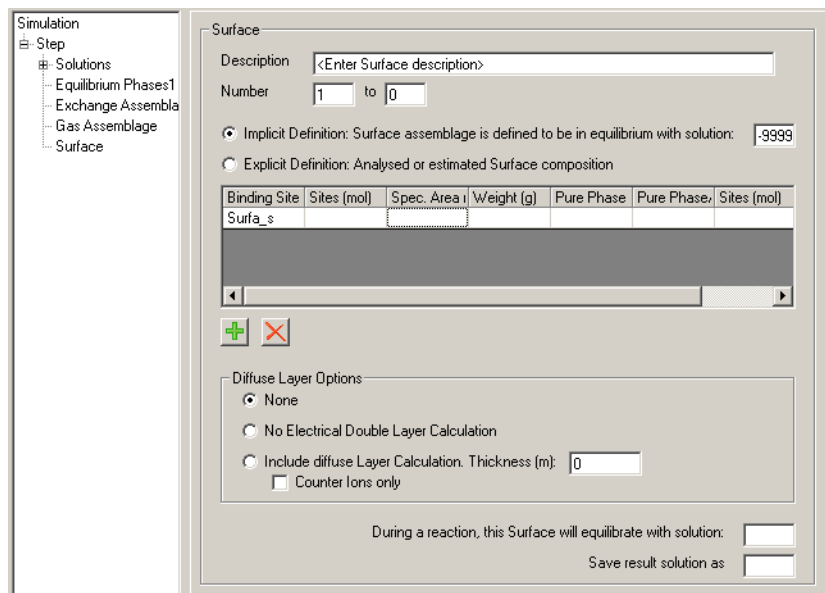 Simulation
Step
Solutions
Equilibrium Phases1
Exchange Assembla
Gas Assemblage
Surface
Surface
Description <Enter Surface description>
Number 1 to 0
Implicit Definition: Surface assemblage is defined to be in equilibrium with solution: -9999
Explicit Definition: Analysed or estimated Surface composition
Binding Site Sites (mol) Spec. Area Weight (g) Pure Phase Pure Phase Sites (mol)
Surfa_s
Diffuse Layer Options
None
No Electrical Double Layer Calculation
Include diffuse Layer Calculation. Thickness (m): 0
Counter Ions only
During a reaction, this Surface will equilibrate with solution:
Save result solution as